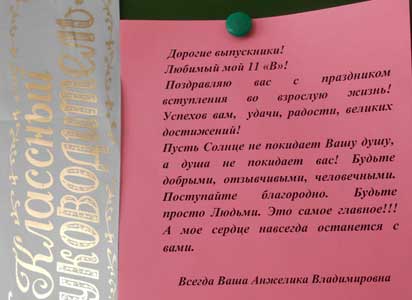 Классный
руководитель
Дорогие выпускники!
Любимый мой 11 «В»!
Поздравляю вас с праздником
вступления во взрослую жизнь!
Успехов вам, удачи, радости, великих
достижений!
Пусть Солнце не покидает Вашу душу,
а душа не покидает вас! Будьте
добрыми, отзывчивыми, человечными.
Поступайте благородно. Будьте
просто Людьми. Это самое главное!!!
А мое сердце навсегда останется с
вами.
Всегда Ваша Анжелика Владимировна